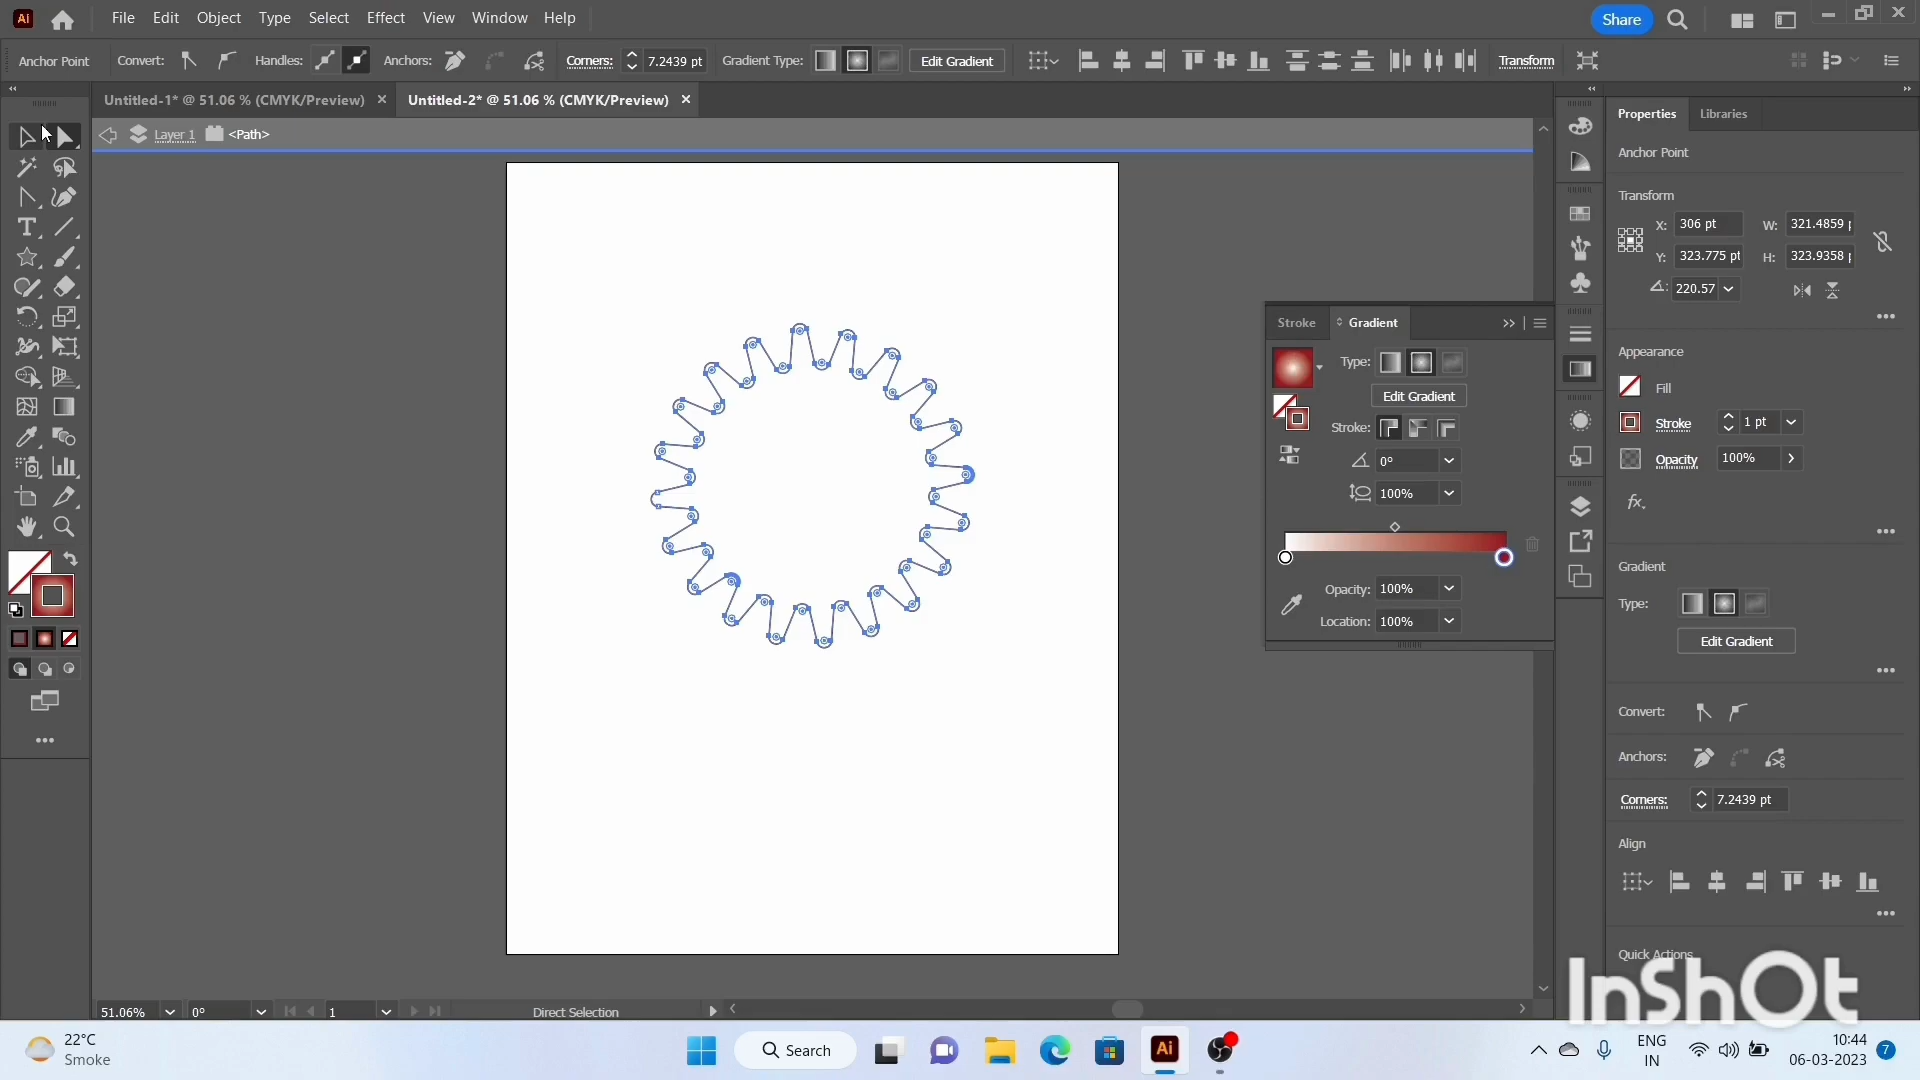 Ai File Edit Object Type Select Effect View Window Help Share
Anchor Point Convert: Handles: Anchors: Corners: 7.2439 pt Gradient Type: Edit Gradient Transform
Untitled-1* @ 51.06 % (CMYK/Preview) × Untitled-2* @ 51.06 % (CMYK/Preview) ×
Layer 1 <Path>
Properties Libraries
Anchor Point
Transform
X: 306 pt W: 321.4859
Y: 323.775 pt H: 323.9358
220.57
Stroke Gradient
Type:
Edit Gradient
Stroke:
0°
100%
Opacity: 100%
Location: 100%
Appearance
Fill
Stroke 1 pt
Opacity 100%
fx
Gradient
Type:
Edit Gradient
Convert:
Anchors:
Corners: 7.2439 pt
Align
Quick Actions
InShOt
51.06% 0° 1 Direct Selection
22°C
Smoke
Search
Ai
ENG
IN
10:44
06-03-2023
7